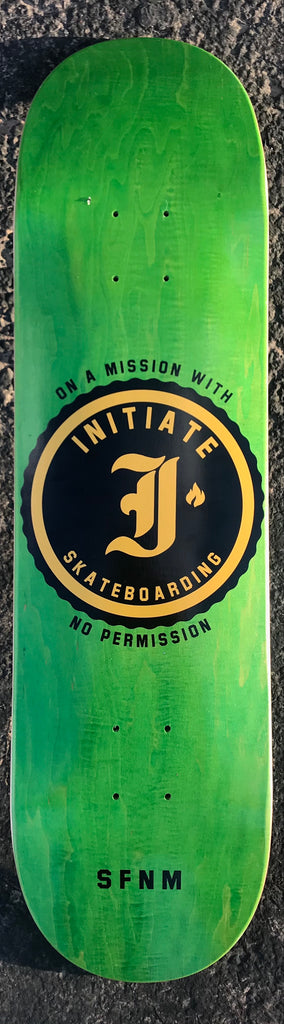 ON A MISSION WITH
INITIATE
I
SKATEBOARDING
NO PERMISSION
SFNM